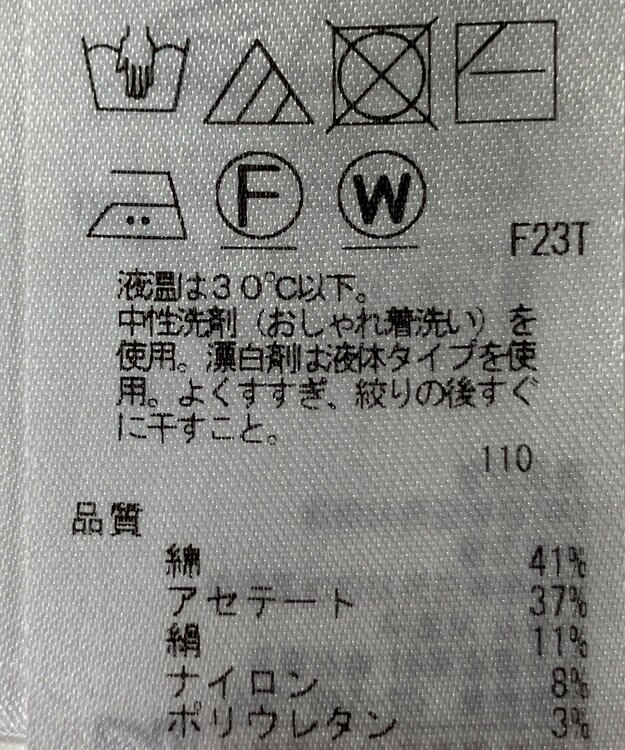 F W
F23T
液温は30℃以下。
中性洗剤（おしゃれ着洗い）を
使用。漂白剤は液体タイプを使
用。よくすすぎ、絞りの後すぐ
に干すこと。
110
品質
綿 41%
アセテート 37%
絹 11%
ナイロン 8%
ポリウレタン 3%